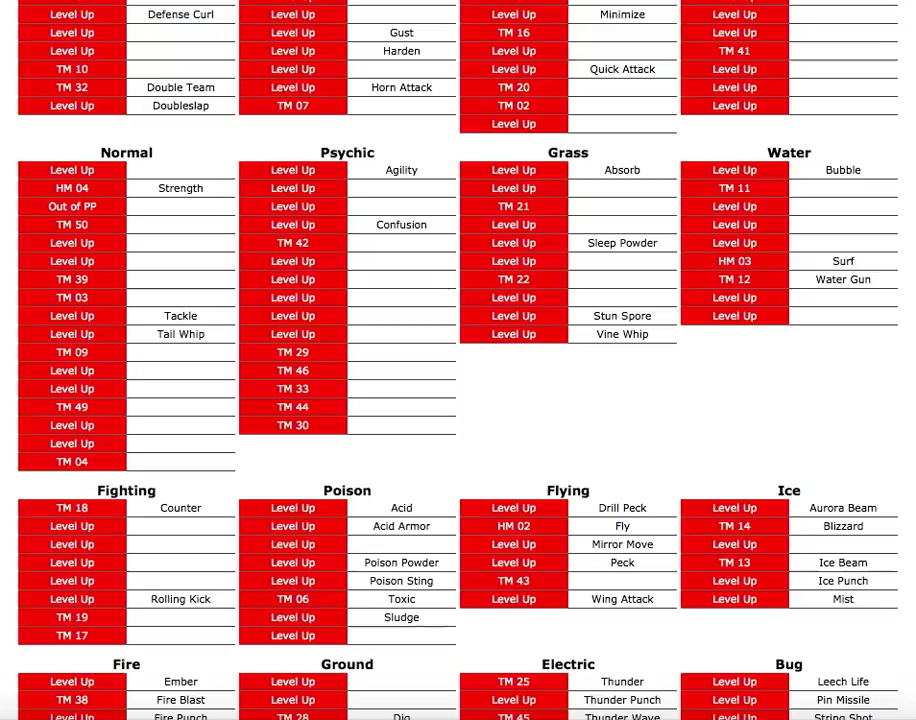 Level Up Defense Curl Level Up Level Up Minimize Level Up
Level Up Level Up Gust TM 16 Level Up
Level Up Level Up Harden Level Up TM 41
TM 10 Level Up Level Up Quick Attack Level Up
TM 32 Double Team Level Up Horn Attack TM 20 Level Up
Level Up Doubleslap TM 07 TM 02 Level Up
Level Up
Normal Psychic Grass Water
Level Up Level Up Agility Level Up Absorb Level Up Bubble
HM 04 Strength Level Up Level Up TM 11
Out of PP Level Up TM 21 Level Up
TM 50 Level Up Confusion Level Up Level Up
Level Up TM 42 Level Up Sleep Powder Level Up
Level Up Level Up Level Up HM 03 Surf
TM 39 Level Up TM 22 TM 12 Water Gun
TM 03 Level Up Level Up Level Up
Level Up Tackle Level Up Level Up Stun Spore Level Up
Level Up Tail Whip Level Up Level Up Vine Whip
TM 09 TM 29
Level Up TM 46
Level Up TM 33
TM 49 TM 44
Level Up TM 30
Level Up
TM 04
Fighting Poison Flying Ice
TM 18 Counter Level Up Acid Level Up Drill Peck Level Up Aurora Beam
Level Up Level Up Acid Armor HM 02 Fly TM 14 Blizzard
Level Up Level Up Level Up Mirror Move Level Up
Level Up Level Up Poison Powder Level Up Peck TM 13 Ice Beam
Level Up Level Up Poison Sting TM 43 Level Up Ice Punch
Level Up Rolling Kick TM 06 Toxic Level Up Wing Attack Level Up Mist
TM 19 Level Up Sludge
TM 17 Level Up
Fire Ground Electric Bug
Level Up Ember Level Up TM 25 Thunder Level Up Leech Life
TM 38 Fire Blast Level Up Level Up Thunder Punch Level Up Pin Missile
Level Up Fire Punch TM 28 Dig TM 45 Thunder Wave Level Up String Shot